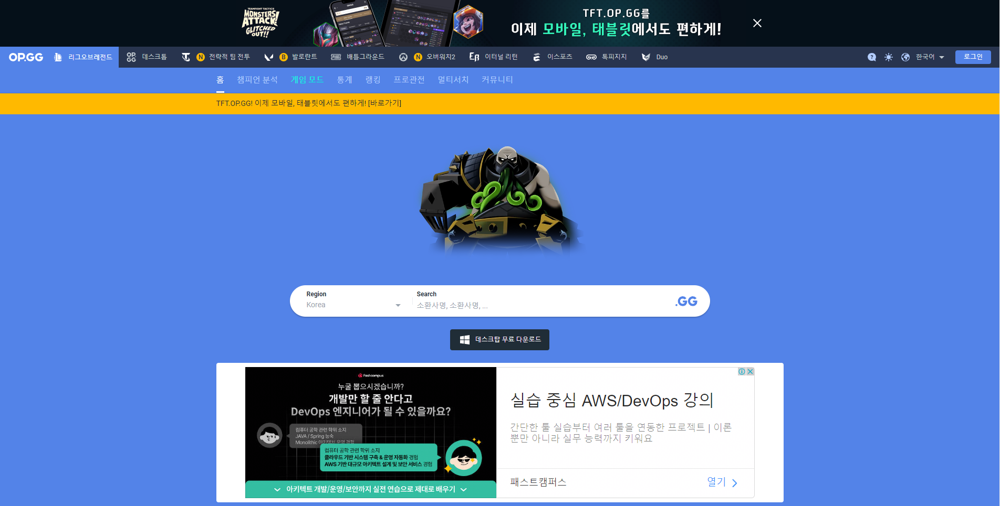 TEAMFIGHT TACTICS
MONSTERS
ATTACK!
GLITCHED
OUT!!
OP.GG
TFT.OP.GG를
이제 모바일, 태블릿에서도 편하게!
OP.GG 리그오브레전드 OP.GG 데스크톱 N 전략적 팀 전투 B 발로란트 PUBG 배틀그라운드 N 오버워치2 ER 이터널 리턴 이스포츠 톡피지지 Duo ? 한국어 로그인
홈 챔피언 분석 게임 모드 통계 랭킹 프로관전 멀티서치 커뮤니티
TFT.OP.GG! 이제 모바일, 태블릿에서도 편하게! [바로가기]
Region
Korea
Search
소환사명, 소환사명, ...
.GG
데스크탑 무료 다운로드
fast campus
누굴 뽑으시겠습니까?
개발만 할 줄 안다고
DevOps 엔지니어가 될 수 있을까요?
컴퓨터 공학 관련 학위 소지
JAVA / Spring 능숙
Monolithic 아키텍처 운영 경험
컴퓨터 공학 관련 학위 소지
클라우드 기반 시스템 구축 & 운영 자동화 경험
AWS 기반 대규모 아키텍트 설계 및 보안 서비스 경험
아키텍트 개발/운영/보안까지 실전 연습으로 제대로 배우기
실습 중심 AWS/DevOps 강의
간단한 툴 실습부터 여러 툴을 연동한 프로젝트 | 이론
뿐만 아니라 실무 능력까지 키워요
패스트캠퍼스
열기